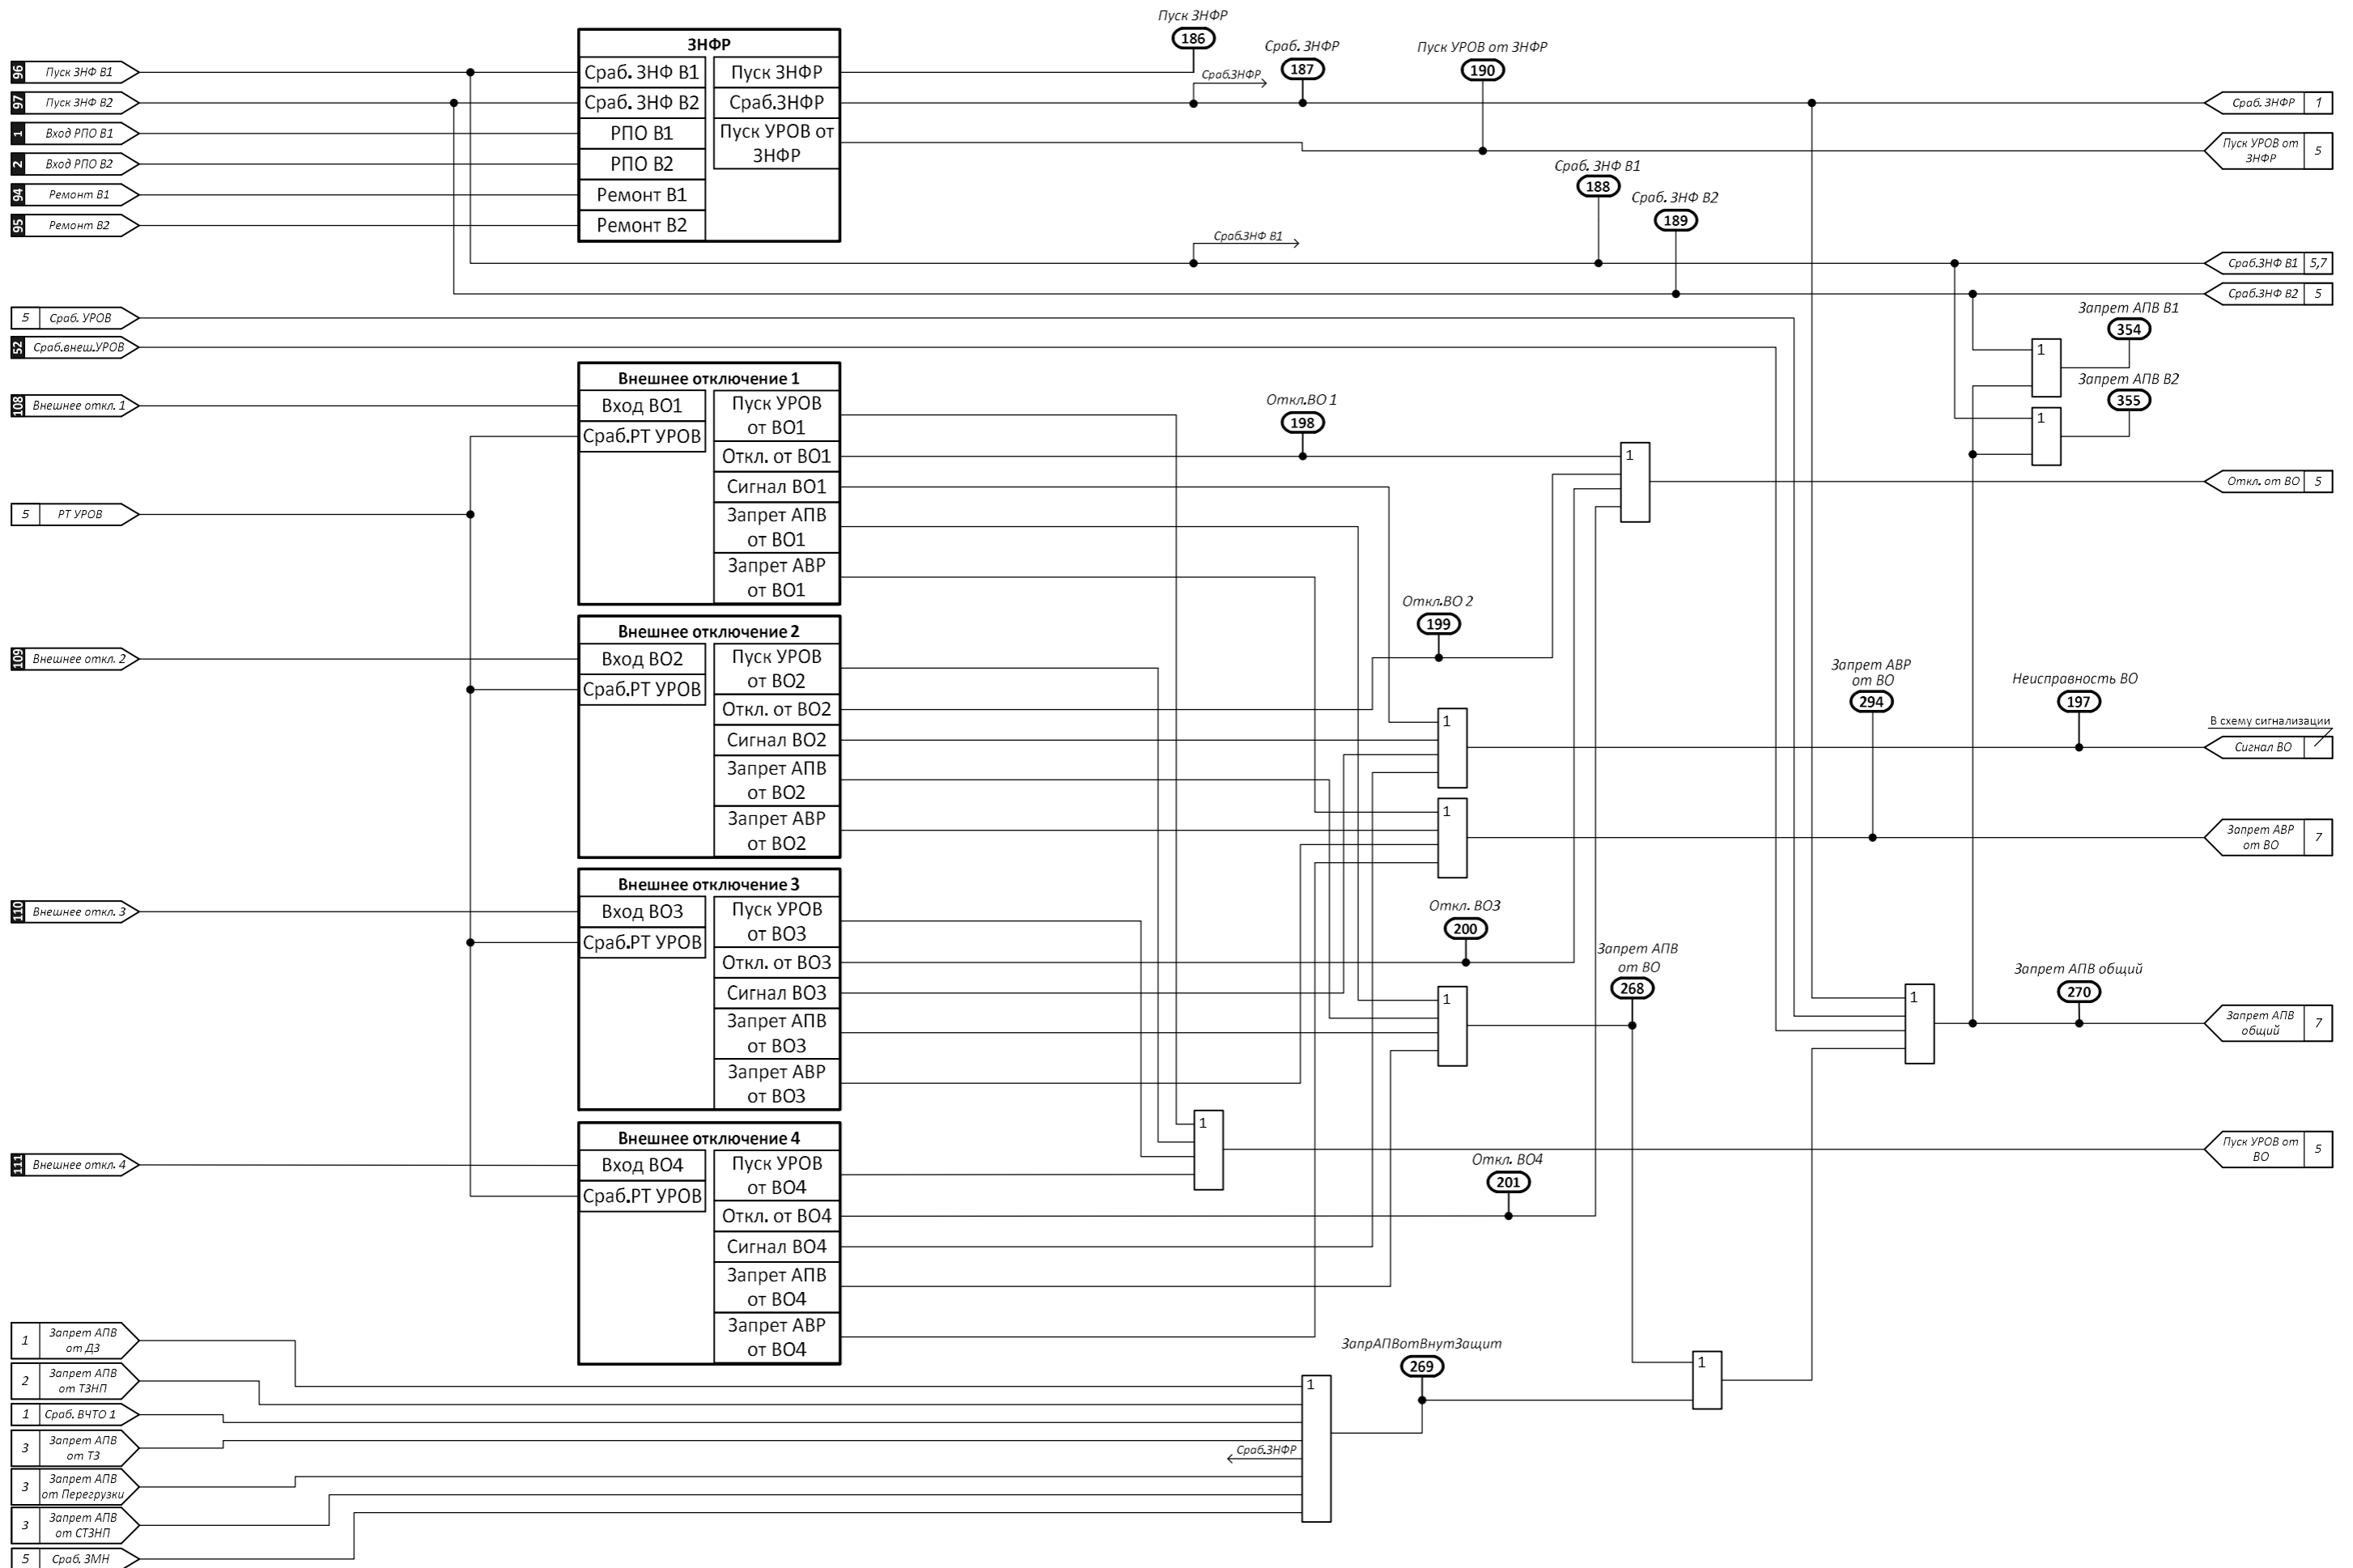 Пуск ЗНФР
186
Сраб. ЗНФР
187
Пуск УРОВ от ЗНФР
190
Сраб.ЗНФР
96 Пуск ЗНФ В1
97 Пуск ЗНФ В2
1 Вход РПО В1
2 Вход РПО В2
94 Ремонт В1
95 Ремонт В2
ЗНФР
Сраб. ЗНФ В1
Сраб. ЗНФ В2
РПО В1
РПО В2
Ремонт В1
Ремонт В2
Пуск ЗНФР
Сраб.ЗНФР
Пуск УРОВ от
ЗНФР
Сраб. ЗНФР 1
Пуск УРОВ от
ЗНФР
5
Сраб. ЗНФ В1
188
Сраб. ЗНФ В2
189
Сраб.ЗНФ В1
Сраб.ЗНФ В1 5,7
Сраб.ЗНФ В2 5
5 Сраб. УРОВ
52 Сраб.внеш.УРОВ
Запрет АПВ В1
354
1
Запрет АПВ В2
355
1
108 Внешнее откл. 1
5 РТ УРОВ
Внешнее отключение 1
Вход ВО1
Сраб.РТ УРОВ
Пуск УРОВ
от ВО1
Откл. от ВО1
Сигнал ВО1
Запрет АПВ
от ВО1
Запрет АВР
от ВО1
Откл.ВО 1
198
1
Откл. от ВО 5
109 Внешнее откл. 2
Внешнее отключение 2
Вход ВО2
Сраб.РТ УРОВ
Пуск УРОВ
от ВО2
Откл. от ВО2
Сигнал ВО2
Запрет АПВ
от ВО2
Запрет АВР
от ВО2
Откл.ВО 2
199
1
1
Запрет АВР
от ВО
294
Неисправность ВО
197
В схему сигнализации
Сигнал ВО
Запрет АВР
от ВО
7
110 Внешнее откл. 3
Внешнее отключение 3
Вход ВО3
Сраб.РТ УРОВ
Пуск УРОВ
от ВО3
Откл. от ВО3
Сигнал ВО3
Запрет АПВ
от ВО3
Запрет АВР
от ВО3
Откл. ВО3
200
1
Запрет АПВ
от ВО
268
1
Запрет АПВ общий
270
Запрет АПВ
общий
7
111 Внешнее откл. 4
Внешнее отключение 4
Вход ВО4
Сраб.РТ УРОВ
Пуск УРОВ
от ВО4
Откл. от ВО4
Сигнал ВО4
Запрет АПВ
от ВО4
Запрет АВР
от ВО4
1
Откл. ВО4
201
Пуск УРОВ от
ВО
5
1 Запрет АПВ
от ДЗ
2 Запрет АПВ
от ТЗНП
1 Сраб. ВЧТО 1
3 Запрет АПВ
от ТЗ
3 Запрет АПВ
от Перегрузки
3 Запрет АПВ
от СТЗНП
5 Сраб. ЗМН
Сраб.ЗНФР
1
ЗапрАПВотВнутЗащит
269
1